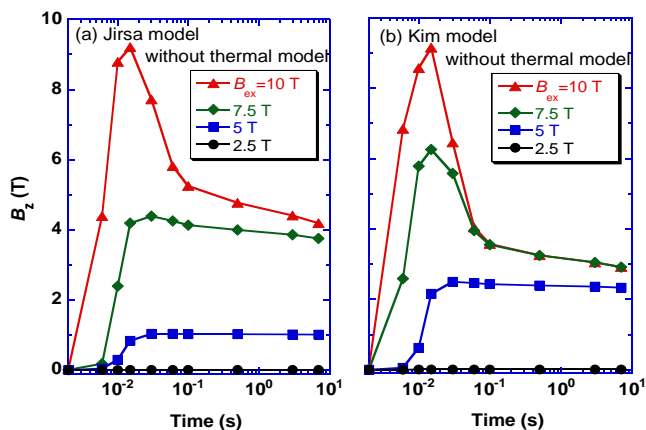 (a) Jirsa model
without thermal model
B_ex=10 T
7.5 T
5 T
2.5 T
10
8
6
4
2
0
B_z (T)
10^-2 10^-1 10^0 10^1
Time (s)
(b) Kim model
without thermal model
B_ex=10 T
7.5 T
5 T
2.5 T
10^-2 10^-1 10^0 10^1
Time (s)